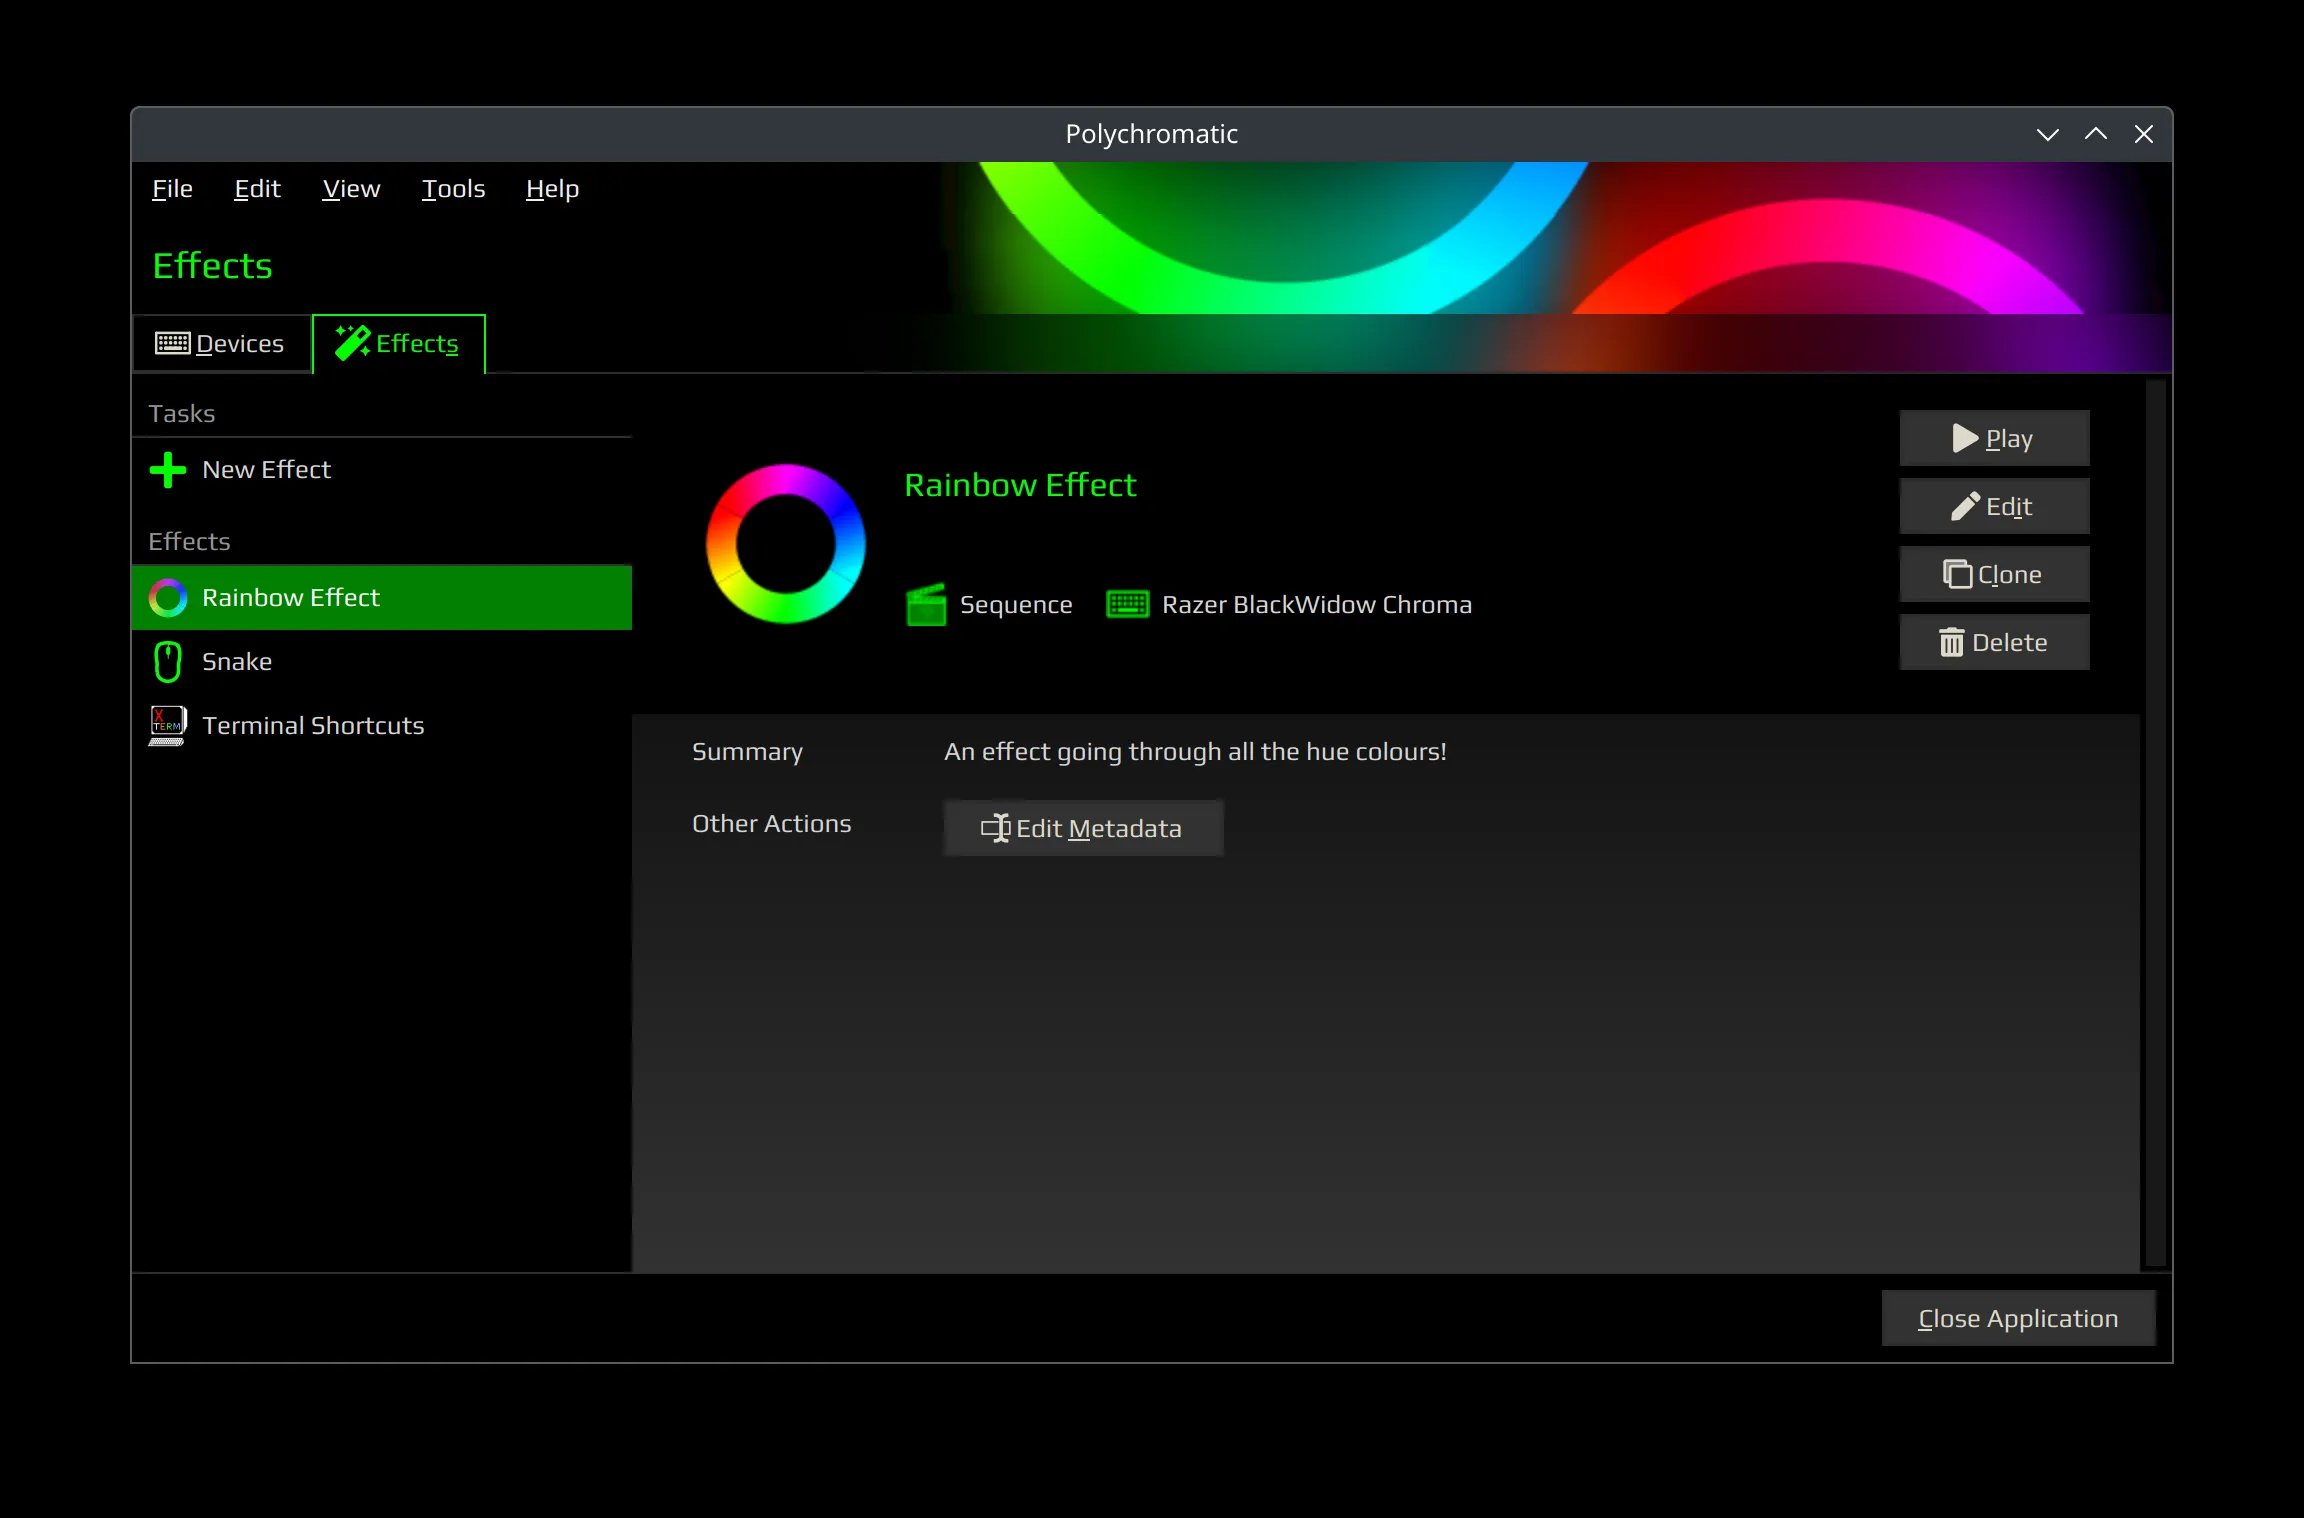 Polychromatic
File Edit View Tools Help
Effects
Devices Effects
Tasks
New Effect
Effects
Rainbow Effect
Snake
X TERM
Terminal Shortcuts
Rainbow Effect
Sequence Razer BlackWidow Chroma
Play
Edit
Clone
Delete
Summary An effect going through all the hue colours!
Other Actions Edit Metadata
Close Application